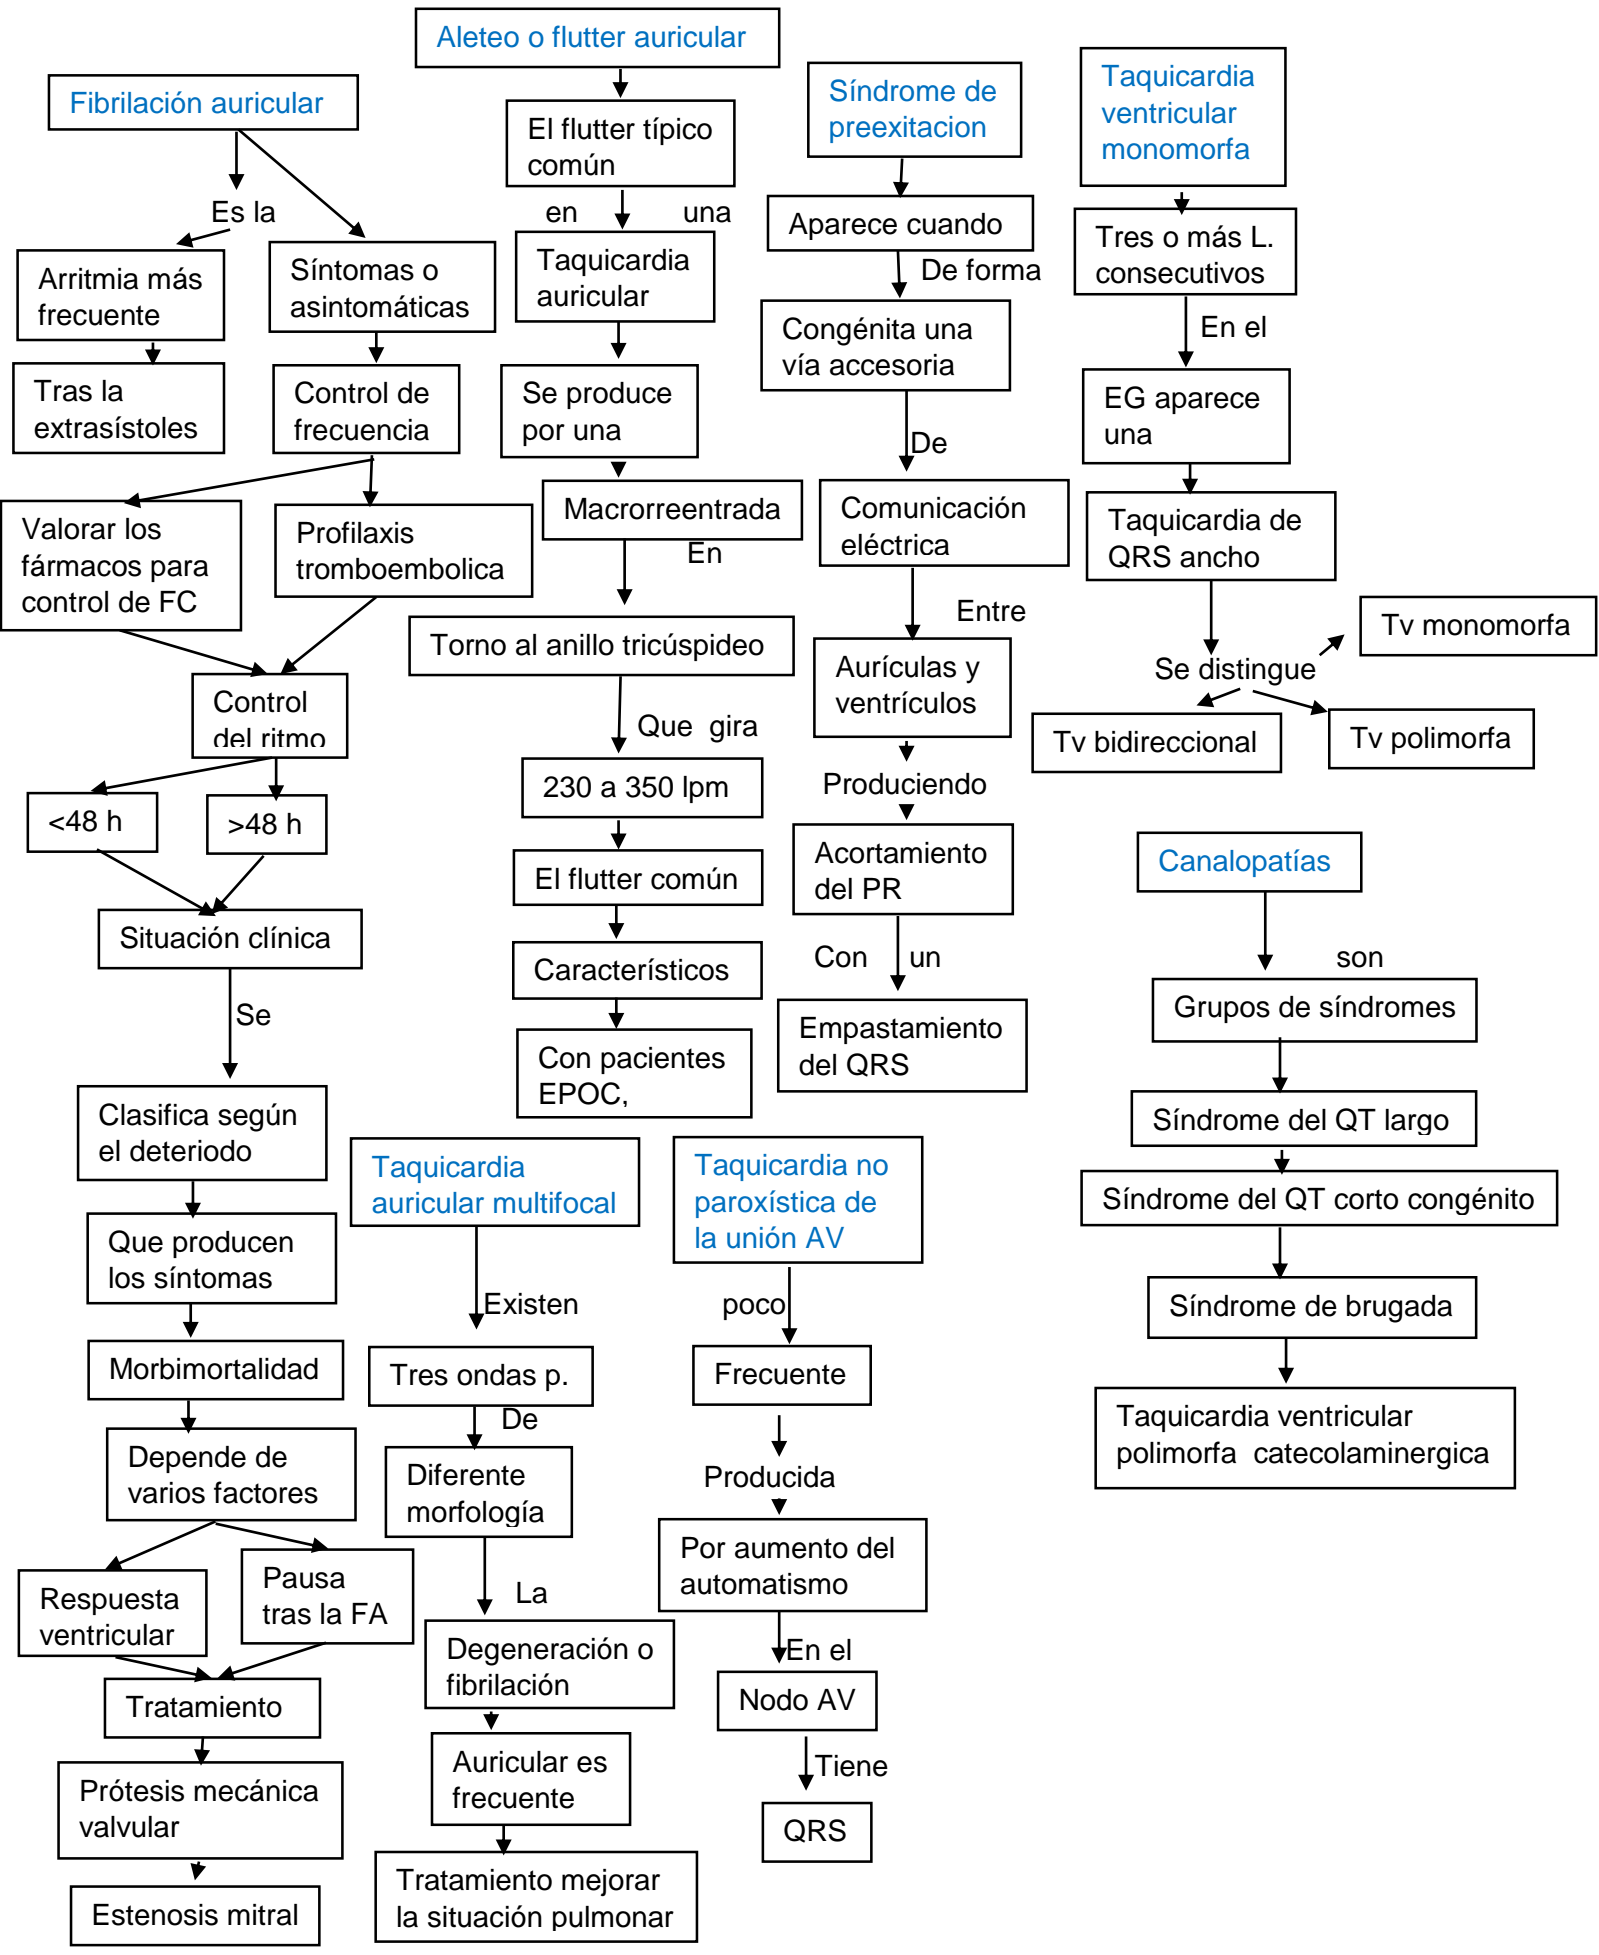 Fibrilación auricular
Es la
Arritmia más
frecuente
Tras la
extrasístoles
Síntomas o
asintomáticas
Control de
frecuencia
Valorar los
fármacos para
control de FC
Profilaxis
tromboembolica
Control
del ritmo
<48 h
>48 h
Situación clínica
Se
Clasifica según
el deteriodo
Que producen
los síntomas
Morbimortalidad
Depende de
varios factores
Respuesta
ventricular
Pausa
tras la FA
Tratamiento
Prótesis mecánica
valvular
Estenosis mitral
Aleteo o flutter auricular
El flutter típico
común
en una
Taquicardia
auricular
Se produce
por una
Macrorreentrada
En
Torno al anillo tricúspideo
Que gira
230 a 350 lpm
El flutter común
Característicos
Con pacientes
EPOC,
Taquicardia
auricular multifocal
Existen
Tres ondas p.
De
Diferente
morfología
La
Degeneración o
fibrilación
Auricular es
frecuente
Tratamiento mejorar
la situación pulmonar
Síndrome de
preexitacion
Aparece cuando
De forma
Congénita una
vía accesoria
De
Comunicación
eléctrica
Entre
Aurículas y
ventrículos
Produciendo
Acortamiento
del PR
Con un
Empastamiento
del QRS
Taquicardia no
paroxística de
la unión AV
poco
Frecuente
Producida
Por aumento del
automatismo
En el
Nodo AV
Tiene
QRS
Taquicardia
ventricular
monomorfa
Tres o más L.
consecutivos
En el
EG aparece
una
Taquicardia de
QRS ancho
Se distingue
Tv monomorfa
Tv bidireccional
Tv polimorfa
Canalopatías
son
Grupos de síndromes
Síndrome del QT largo
Síndrome del QT corto congénito
Síndrome de brugada
Taquicardia ventricular
polimorfa catecolaminergica